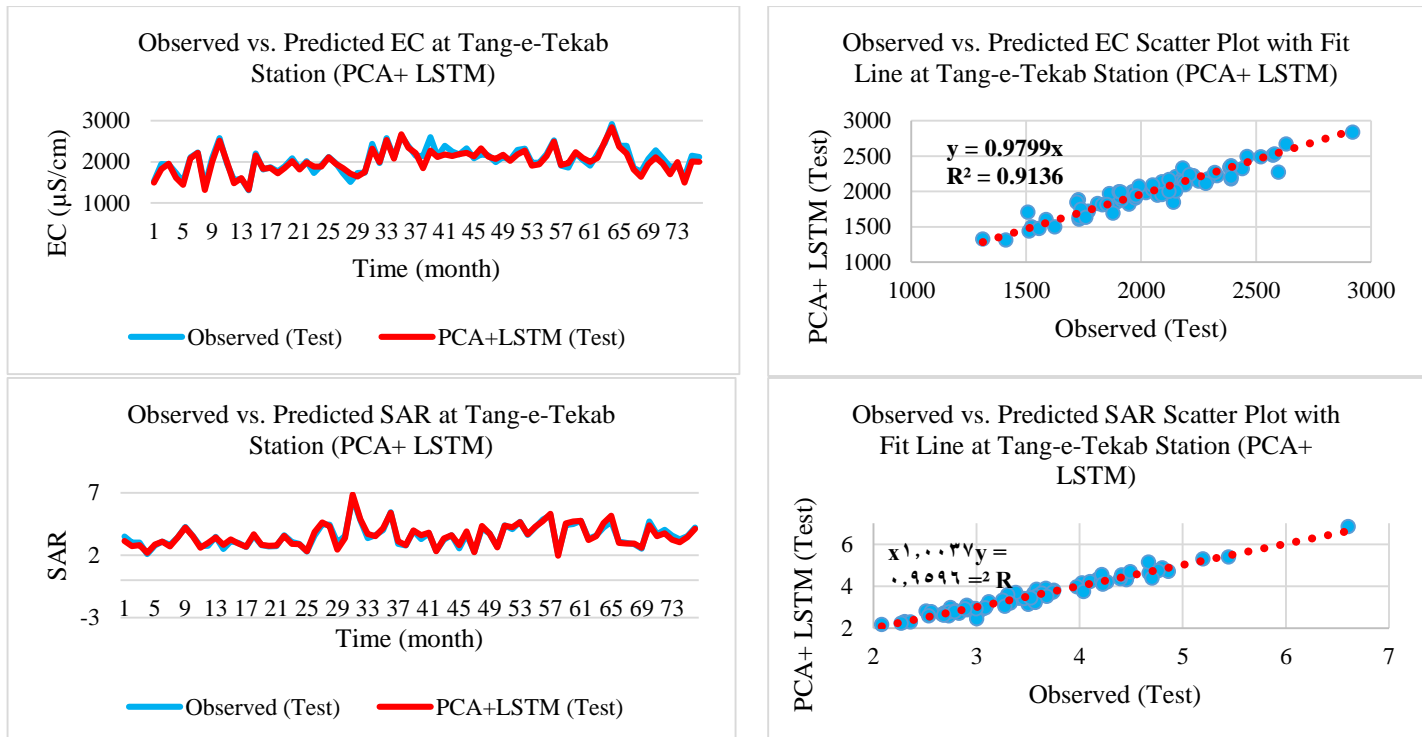 Observed vs. Predicted EC at Tang-e-Tekab
Station (PCA+ LSTM)
EC (µS/cm)
3000
2000
1000
1 5 9 13 17 21 25 29 33 37 41 45 49 53 57 61 65 69 73
Time (month)
Observed (Test) PCA+LSTM (Test)
Observed vs. Predicted EC Scatter Plot with Fit
Line at Tang-e-Tekab Station (PCA+ LSTM)
PCA+ LSTM (Test)
3000
2500
2000
1500
1000
y = 0.9799x
R² = 0.9136
1000 1500 2000 2500 3000
Observed (Test)
Observed vs. Predicted SAR at Tang-e-Tekab
Station (PCA+ LSTM)
SAR
7
2
-3
1 5 9 13 17 21 25 29 33 37 41 45 49 53 57 61 65 69 73
Time (month)
Observed (Test) PCA+LSTM (Test)
Observed vs. Predicted SAR Scatter Plot with
Fit Line at Tang-e-Tekab Station (PCA+
LSTM)
PCA+ LSTM (Test)
6
4
2
x۱,۰۰۳۷y =
۰,۹۵۹۶ =² R
2 3 4 5 6 7
Observed (Test)